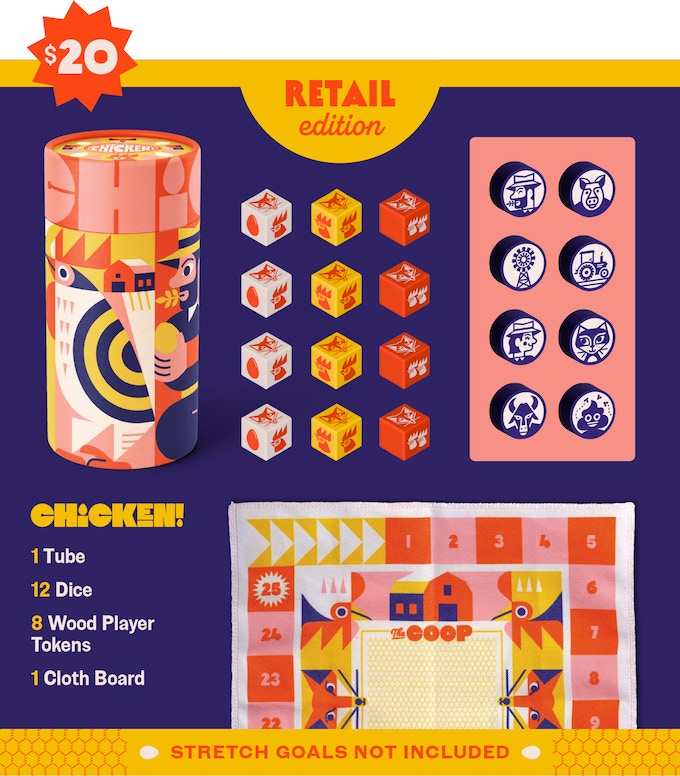 $20
RETAIL
edition
CHiCKEN!
CHi
CHiCKEN!
1 Tube
12 Dice
8 Wood Player
Tokens
1 Cloth Board
1 2 3 4 5
25 6
The COOP
24 7
23 8
22 9
STRETCH GOALS NOT INCLUDED